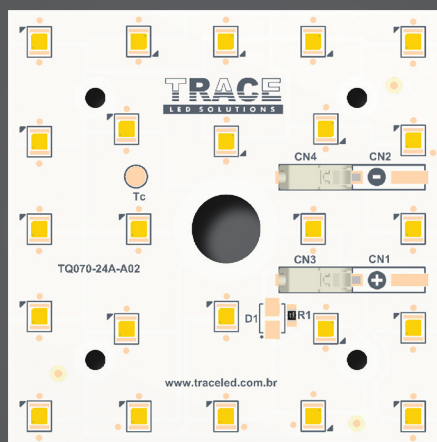 TRACE
LED SOLUTIONS
CN4 CN2
Tc
CN3 CN1
TQ070-24A-A02
D1 R1
www.traceled.com.br